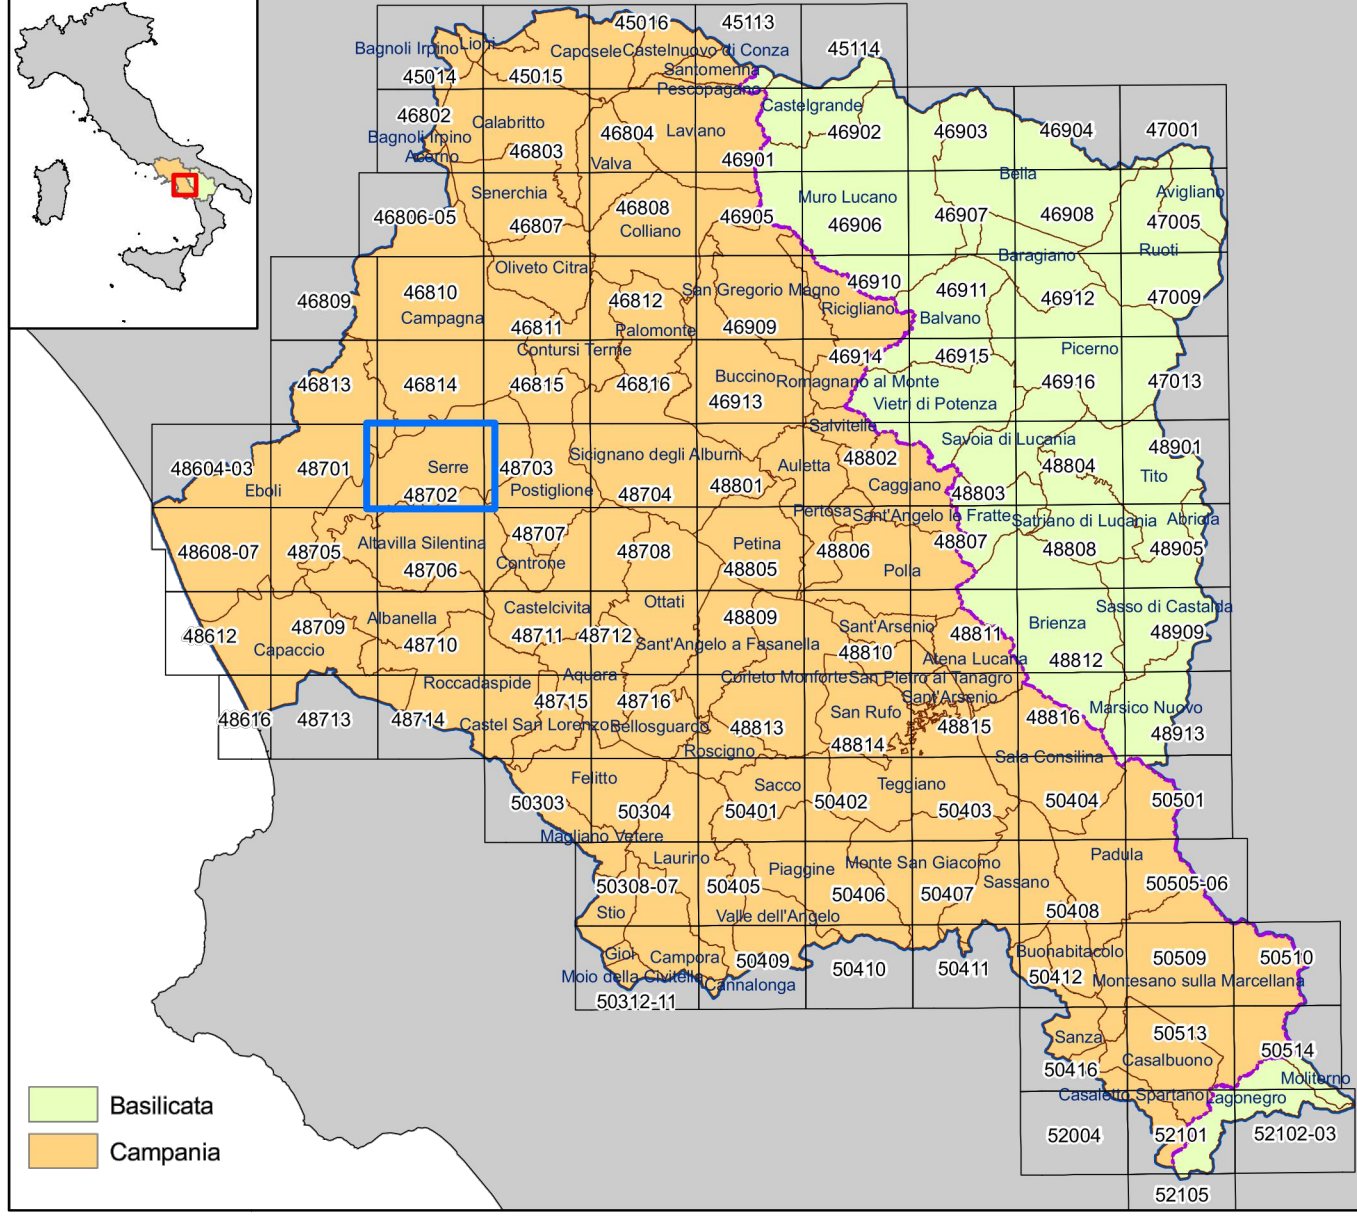 45016
45113
Bagnoli Irpino
Lioni
Caposele
Castelnuovo di Conza
45114
45014
45015
Santomenna
Pescopagano
46802
Calabritto
46804
Laviano
Castelgrande
46902
46903
46904
47001
Bagnoli Irpino
Acerno
46803
Valva
46901
Bella
Senerchia
Muro Lucano
Avigliano
46806-05
46807
46808
Colliano
46905
46906
46907
46908
47005
Oliveto Citra
Baragiano
Ruoti
46809
46810
Campagna
46811
46812
Palomonte
San Gregorio Magno
46909
46910
Ricigliano
46911
Balvano
46912
47009
Contursi Terme
46914
46915
Picerno
46813
46814
46815
46816
Buccino
46913
Romagnano al Monte
Vietri di Potenza
46916
47013
Salvitelle
Savoia di Lucania
48901
48604-03
Eboli
48701
Serre
48702
48703
Postiglione
Sicignano degli Alburni
48704
48801
Auletta
48802
Caggiano
48803
48804
Tito
Pertosa
Sant'Angelo le Fratte
Satriano di Lucania
Abriola
48608-07
48705
Altavilla Silentina
48706
48707
Controne
48708
Petina
48805
48806
Polla
48807
48808
48905
48612
48709
Capaccio
Albanella
48710
Castelcivita
48711
Ottati
48712
48809
Sant'Angelo a Fasanella
Sant'Arsenio
48810
48811
Atena Lucana
Brienza
48812
Sasso di Castalda
48909
Roccadaspide
Aquara
Corleto Monforte
San Pietro al Tanagro
Sant'Arsenio
48616
48713
48714
Castel San Lorenzo
48715
48716
Bellosguardo
Roscigno
48813
San Rufo
48814
48815
48816
Marsico Nuovo
48913
Sala Consilina
Felitto
Sacco
Teggiano
50303
50304
50401
50402
50403
50404
50501
Magliano Vetere
Laurino
Piaggine
Monte San Giacomo
Sassano
Padula
50308-07
50405
50406
50407
50408
50505-06
Stio
Valle dell'Angelo
Gioi
Campora
50409
50410
50411
Buonabitacolo
50412
50509
50510
Moio della Civitella
Cannalonga
Montesano sulla Marcellana
50312-11
Sanza
50513
50416
Casalbuono
50514
Moliterno
Casaletto Spartano
Lagonegro
52004
52101
52102-03
52105
Basilicata
Campania